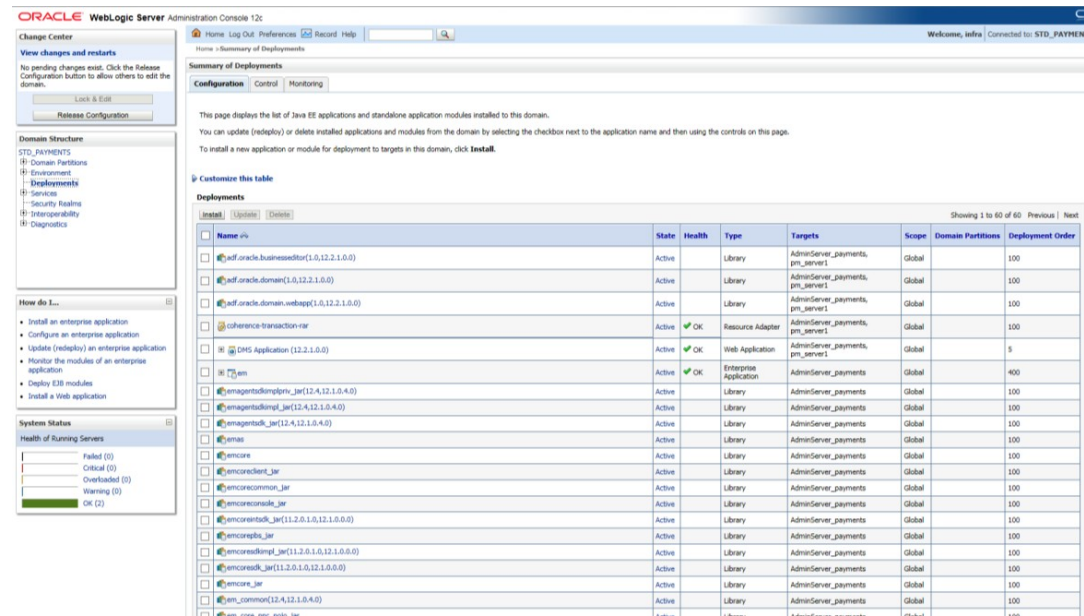 ORACLE WebLogic Server Administration Console 12c
Change Center
View changes and restarts
No pending changes exist. Click the Release
Configuration button to allow others to edit the
domain.
Lock & Edit
Release Configuration
Domain Structure
STD_PAYMENTS
Domain Partitions
Environment
Deployments
Services
Security Realms
Interoperability
Diagnostics
How do I...
Install an enterprise application
Configure an enterprise application
Update (redeploy) an enterprise application
Monitor the modules of an enterprise
application
Deploy EJB modules
Install a Web application
System Status
Health of Running Servers
Failed (0)
Critical (0)
Overloaded (0)
Warning (0)
OK (2)
Home Log Out Preferences Record Help
Welcome, infra Connected to: STD_PAYMEN
Home >Summary of Deployments
Summary of Deployments
Configuration Control Monitoring
This page displays the list of Java EE applications and standalone application modules installed to this domain.
You can update (redeploy) or delete installed applications and modules from the domain by selecting the checkbox next to the application name and then using the controls on this page.
To install a new application or module for deployment to targets in this domain, click Install.
Customize this table
Deployments
Install Update Delete Showing 1 to 60 of 60 Previous | Next
Name State Health Type Targets Scope Domain Partitions Deployment Order
adf.oracle.businesseditor(1.0,12.2.1.0.0) Active Library AdminServer_payments, pm_server1 Global 100
adf.oracle.domain(1.0,12.2.1.0.0) Active Library AdminServer_payments, pm_server1 Global 100
adf.oracle.domain.webapp(1.0,12.2.1.0.0) Active Library AdminServer_payments, pm_server1 Global 100
coherence-transaction-rar Active OK Resource Adapter AdminServer_payments, pm_server1 Global 100
DMS Application (12.2.1.0.0) Active OK Web Application AdminServer_payments, pm_server1 Global 5
em Active OK Enterprise Application AdminServer_payments Global 400
emagentsdkimplpriv_jar(12.4,12.1.0.4.0) Active Library AdminServer_payments Global 100
emagentsdkimpl_jar(12.4,12.1.0.4.0) Active Library AdminServer_payments Global 100
emagentsdk_jar(12.4,12.1.0.4.0) Active Library AdminServer_payments Global 100
emas Active Library AdminServer_payments Global 100
emcore Active Library AdminServer_payments Global 100
emcoreclient_jar Active Library AdminServer_payments Global 100
emcorecommon_jar Active Library AdminServer_payments Global 100
emcoreconsole_jar Active Library AdminServer_payments Global 100
emcoreintsdk_jar(11.2.0.1.0,12.1.0.0.0) Active Library AdminServer_payments Global 100
emcorepbs_jar Active Library AdminServer_payments Global 100
emcoresdkimpl_jar(11.2.0.1.0,12.1.0.0.0) Active Library AdminServer_payments Global 100
emcoresdk_jar(11.2.0.1.0,12.1.0.0.0) Active Library AdminServer_payments Global 100
emcore_jar Active Library AdminServer_payments Global 100
em_common(12.4,12.1.0.4.0) Active Library AdminServer_payments Global 100